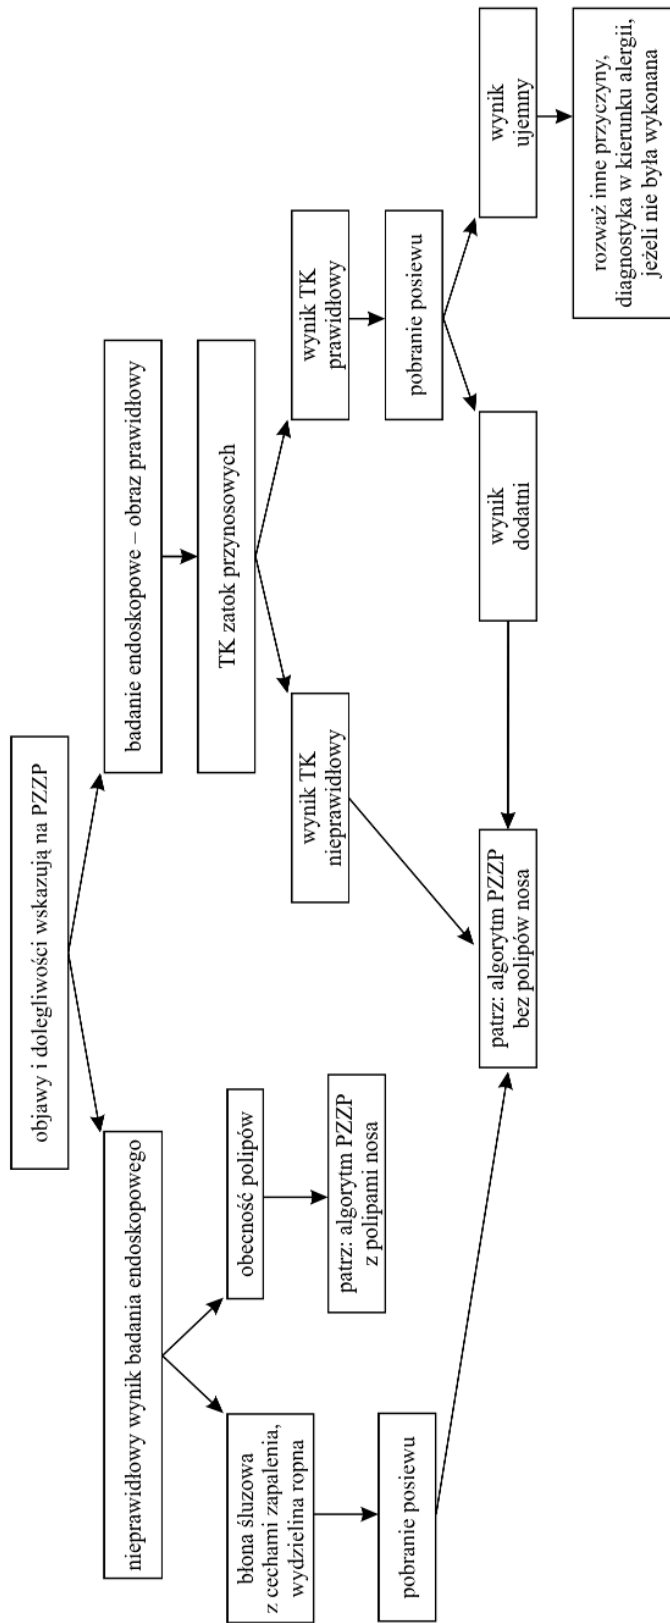 objawy i dolegliwości wskazują na PZZP
nieprawidłowy wynik badania endoskopowego
badanie endoskopowe – obraz prawidłowy
błona śluzowa
z cechami zapalenia,
wydzielina ropna
obecność polipów
TK zatok przynosowych
patrz: algorytm PZZP
z polipami nosa
wynik TK
nieprawidłowy
wynik TK
prawidłowy
pobranie posiewu
pobranie posiewu
patrz: algorytm PZZP
bez polipów nosa
wynik
dodatni
wynik
ujemny
rozważ inne przyczyny,
diagnostyka w kierunku alergii,
jeżeli nie była wykonana